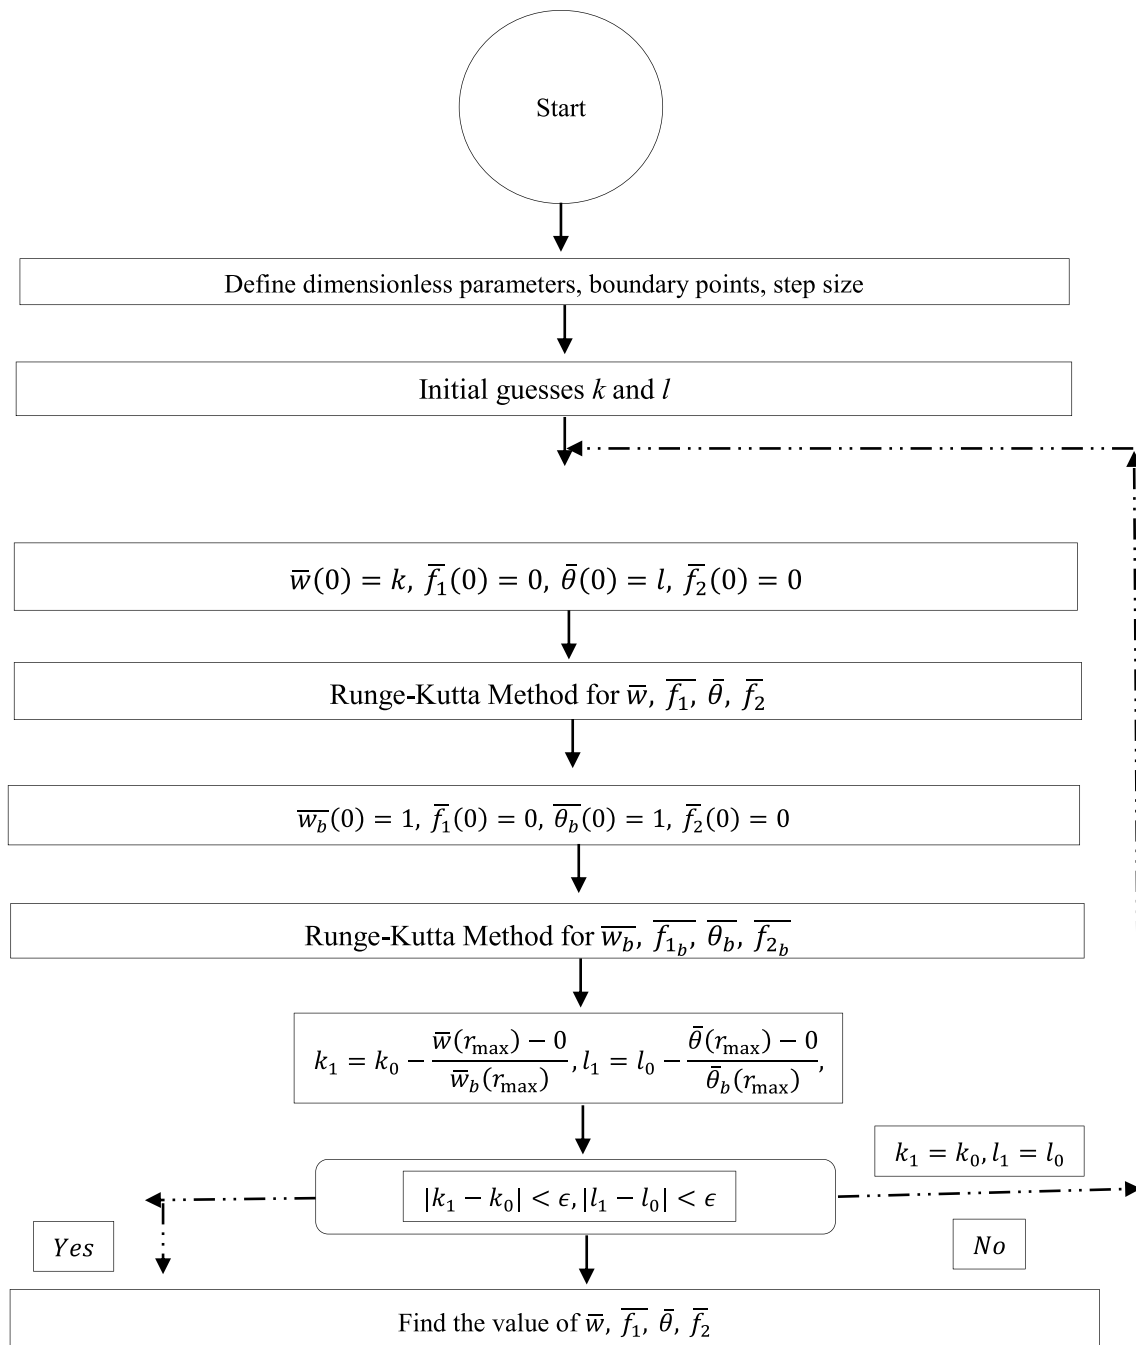 Start
Define dimensionless parameters, boundary points, step size
Initial guesses k and l
w̅(0) = k, f̅₁(0) = 0, θ̅(0) = l, f̅₂(0) = 0
Runge-Kutta Method for w̅, f̅₁, θ̅, f̅₂
w̅_b(0) = 1, f̅₁(0) = 0, θ̅_b(0) = 1, f̅₂(0) = 0
Runge-Kutta Method for w̅_b, f̅_{1_b}, θ̅_b, f̅_{2_b}
k₁ = k₀ − (w̅(r_max) − 0)/(w̅_b(r_max)), l₁ = l₀ − (θ̅(r_max) − 0)/(θ̅_b(r_max)),
k₁ = k₀, l₁ = l₀
|k₁ − k₀| < ϵ, |l₁ − l₀| < ϵ
Yes
No
Find the value of w̅, f̅₁, θ̅, f̅₂